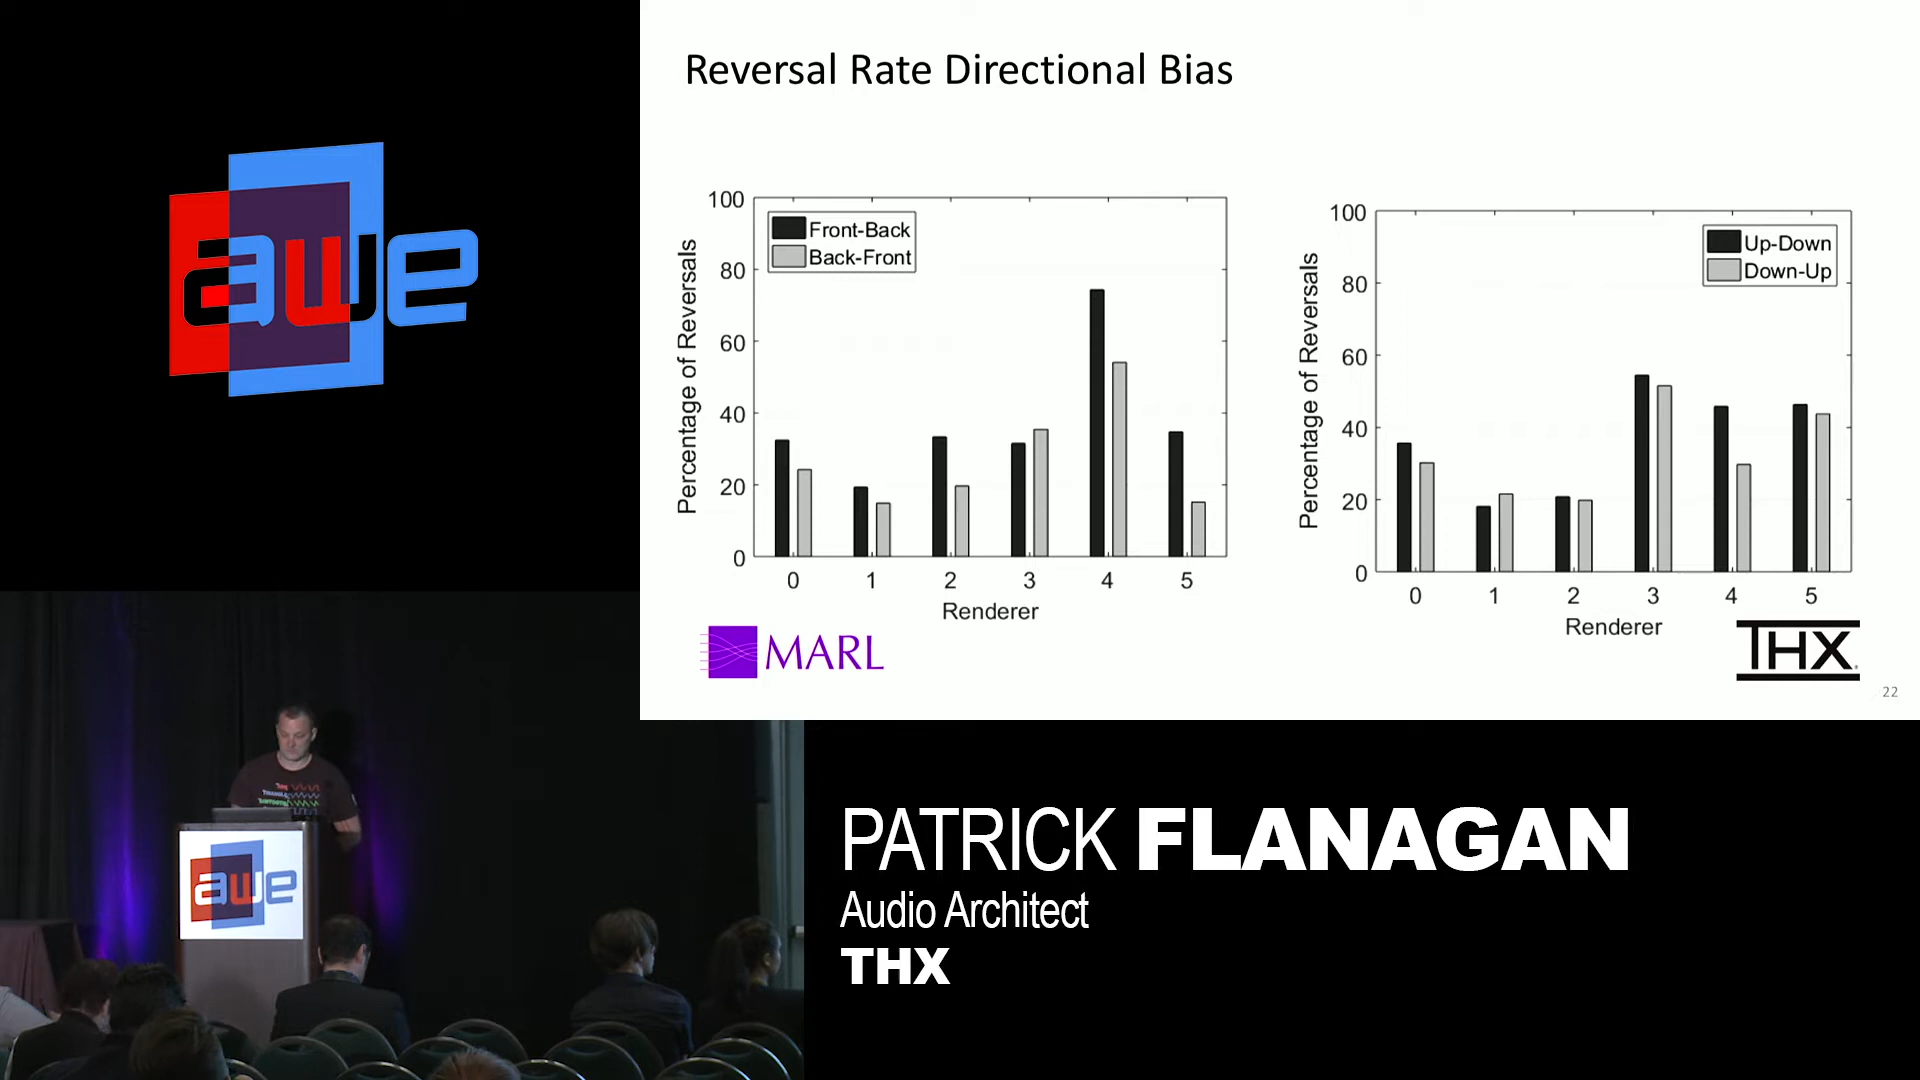 awe
Reversal Rate Directional Bias
100
80
60
40
20
0
Percentage of Reversals
Front-Back
Back-Front
0 1 2 3 4 5
Renderer
100
80
60
40
20
0
Percentage of Reversals
Up-Down
Down-Up
0 1 2 3 4 5
Renderer
MARL
THX
22
awe
PATRICK FLANAGAN
Audio Architect
THX